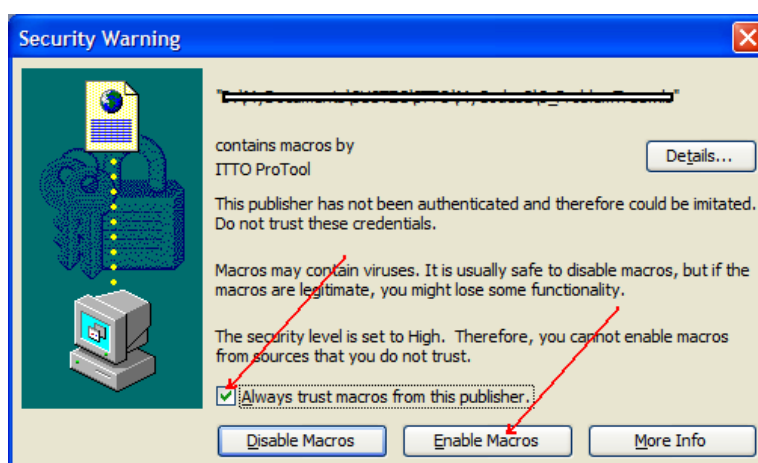 Security Warning
contains macros by
ITTO ProTool
Details...
This publisher has not been authenticated and therefore could be imitated.
Do not trust these credentials.
Macros may contain viruses. It is usually safe to disable macros, but if the
macros are legitimate, you might lose some functionality.
The security level is set to High. Therefore, you cannot enable macros
from sources that you do not trust.
Always trust macros from this publisher.
Disable Macros
Enable Macros
More Info